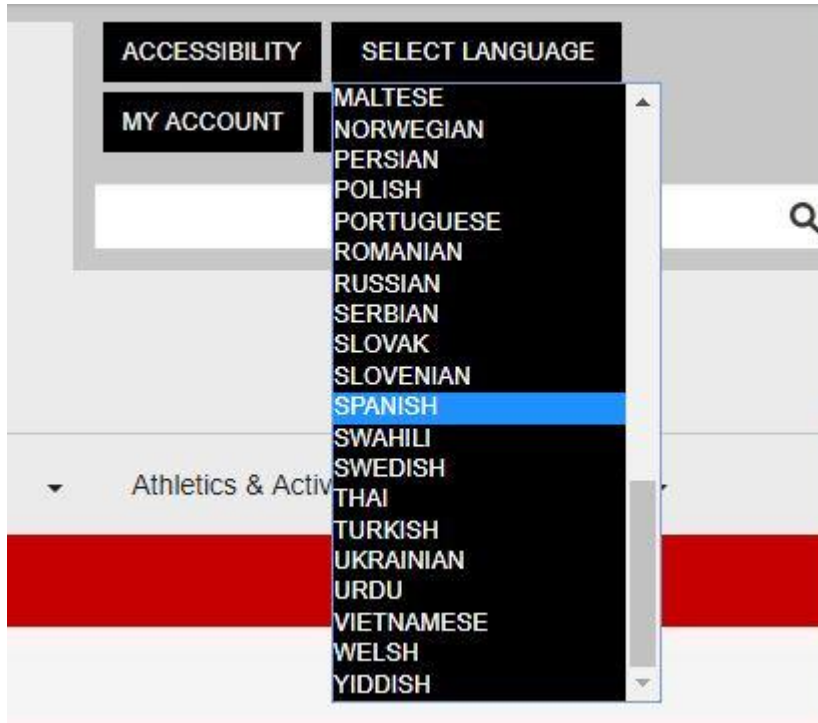 ACCESSIBILITY
SELECT LANGUAGE
MY ACCOUNT
MALTESE
NORWEGIAN
PERSIAN
POLISH
PORTUGUESE
ROMANIAN
RUSSIAN
SERBIAN
SLOVAK
SLOVENIAN
SPANISH
SWAHILI
SWEDISH
THAI
TURKISH
UKRAINIAN
URDU
VIETNAMESE
WELSH
YIDDISH
Athletics & Activ